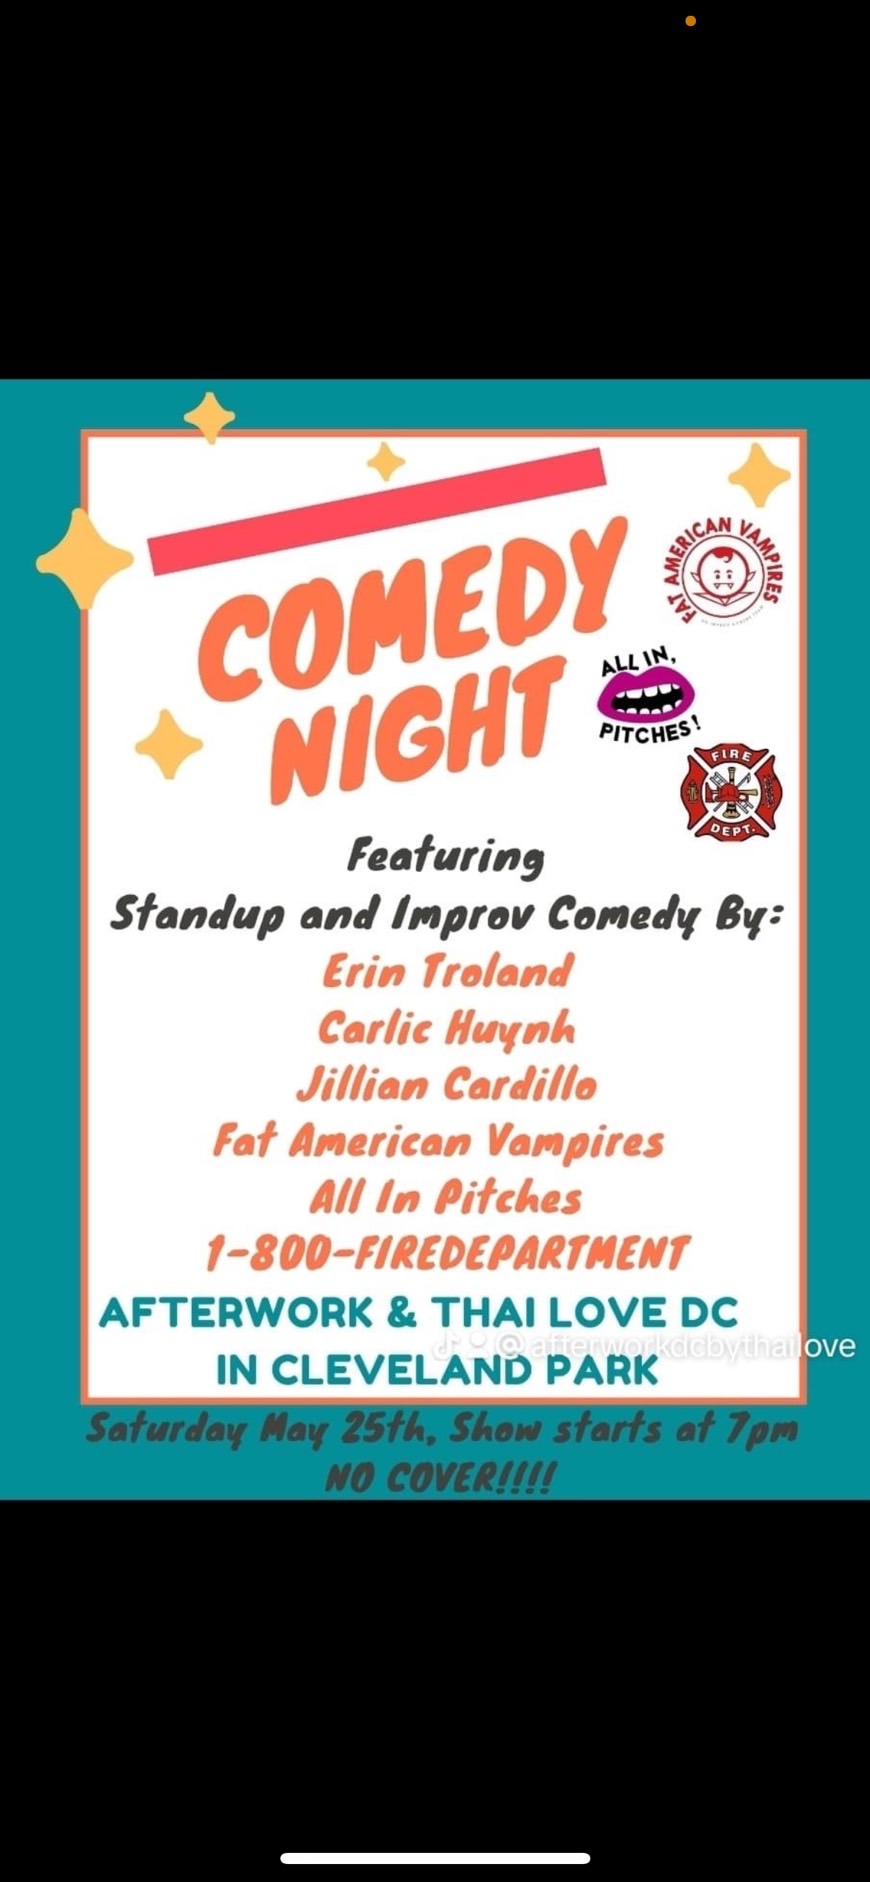 COMEDY
NIGHT
FAT AMERICAN VAMPIRES
ALL IN,
PITCHES!
FIRE
DEPT.
Featuring
Standup and Improv Comedy By:
Erin Troland
Carlic Huynh
Jillian Cardillo
Fat American Vampires
All In Pitches
1-800-FIREDEPARTMENT
AFTERWORK & THAI LOVE DC
@afterworkdcbythailove
IN CLEVELAND PARK
Saturday May 25th, Show starts at 7pm
NO COVER!!!!